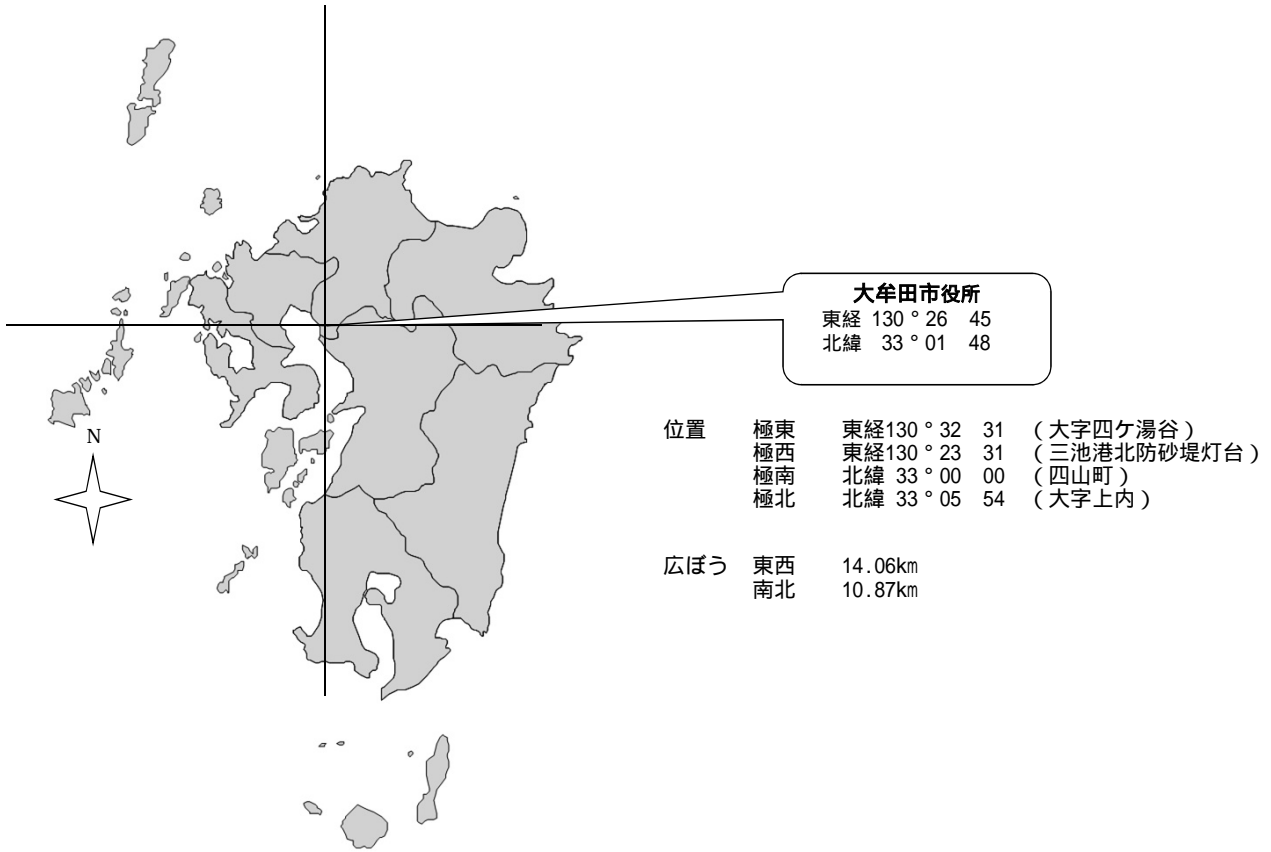 大牟田市役所
東経 130°26 45
北緯 33°01 48
位置 極東 東経130°32 31 (大字四ケ湯谷)
極西 東経130°23 31 (三池港北防砂堤灯台)
極南 北緯 33°00 00 (四山町)
極北 北緯 33°05 54 (大字上内)
N
広ぼう 東西 14.06km
南北 10.87km